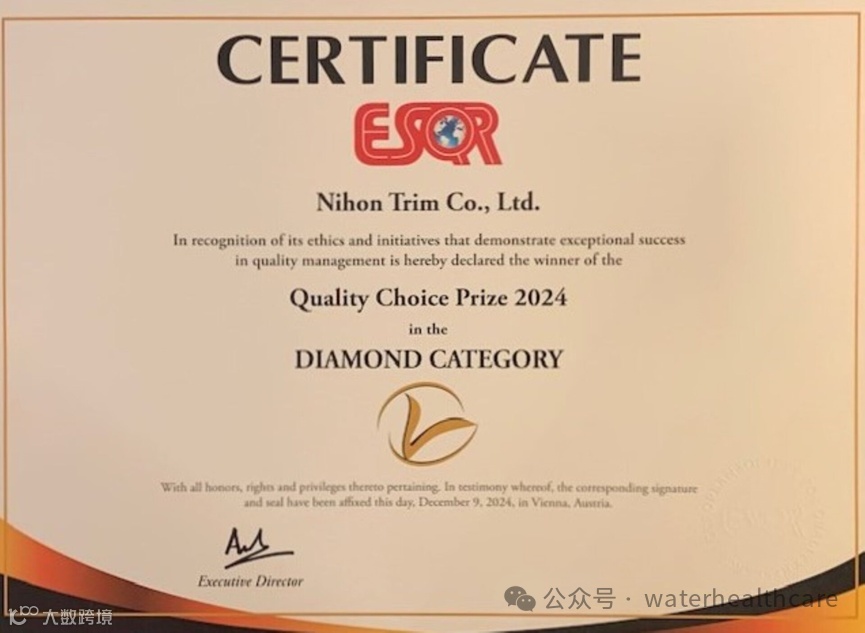 CERTIFICATE
ESQR
Nihon Trim Co., Ltd.
In recognition of its ethics and initiatives that demonstrate exceptional success
in quality management is hereby declared the winner of the
Quality Choice Prize 2024
in the
DIAMOND CATEGORY
With all honors, rights and privileges thereto pertaining. In testimony whereof, the corresponding signature
and seal have been affixed this day, December 9, 2024, in Vienna, Austria.
Executive Director
公众号 · waterhealthcare
大数跨境